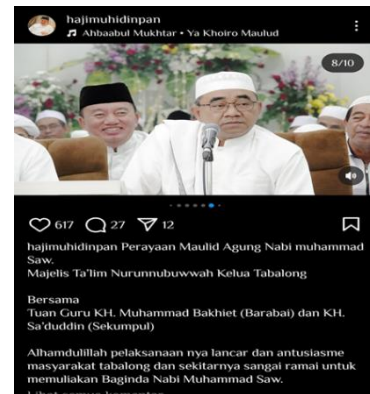 hajimuhidinpan
Ahbaabul Mukhtar • Ya Khoiro Maulud
8/10
617 27 12
hajimuhidinpan Perayaan Maulid Agung Nabi muhammad
Saw.
Majelis Ta'lim Nurunnubuwwah Kelua Tabalong
Bersama
Tuan Guru KH. Muhammad Bakhiet (Barabai) dan KH.
Sa'duddin (Sekumpul)
Alhamdulillah pelaksanaan nya lancar dan antusiasme
masyarakat tabalong dan sekitarnya sangai ramai untuk
memuliakan Baginda Nabi Muhammad Saw.